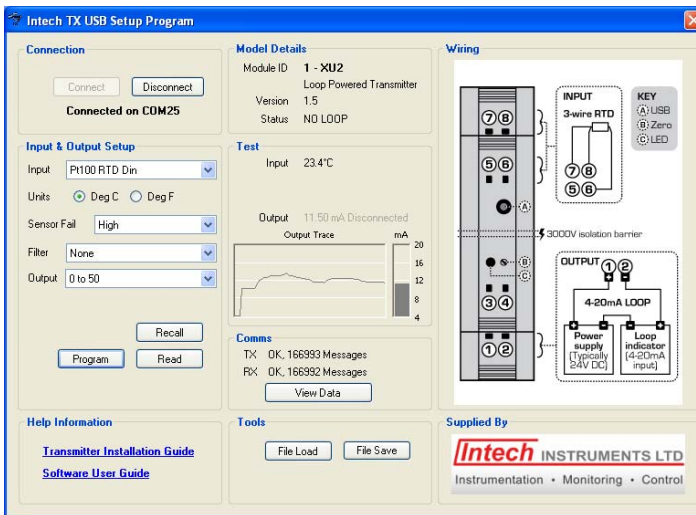 Intech TX USB Setup Program
Connection
Connect Disconnect
Connected on COM25
Model Details
Module ID 1 - XU2
Loop Powered Transmitter
Version 1.5
Status NO LOOP
Input & Output Setup
Input Pt100 RTD Din
Units Deg C Deg F
Sensor Fail High
Filter None
Output 0 to 50
Recall
Program Read
Test
Input 23.4°C
Output 11.50 mA Disconnected
Output Trace mA
20
16
12
8
4
Comms
TX OK, 166993 Messages
RX OK, 166992 Messages
View Data
Wiring
7 8
5 6
A
B
C
3 4
1 2
INPUT
3-wire RTD
7 8
5 6
KEY
A USB
B Zero
C LED
3000V isolation barrier
OUTPUT 1 2
4-20mA LOOP
Power supply (Typically 24V DC)
Loop indicator (4-20mA input)
Help Information
Transmitter Installation Guide
Software User Guide
Tools
File Load File Save
Supplied By
Intech INSTRUMENTS LTD
Instrumentation • Monitoring • Control